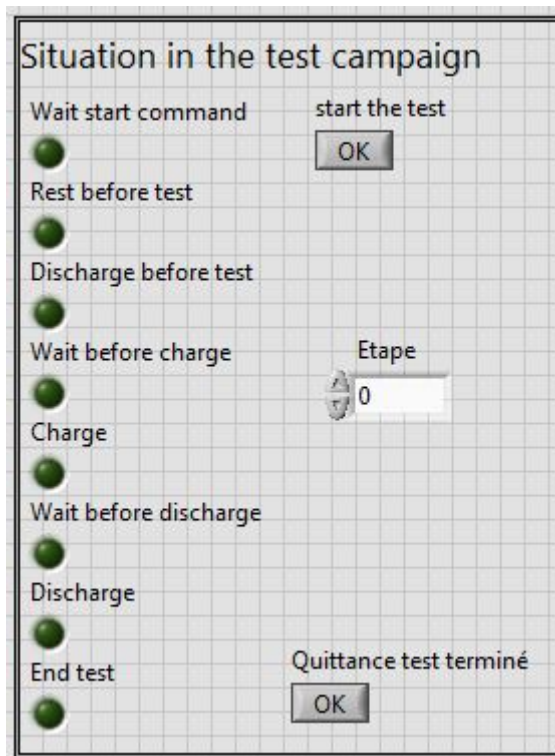 Situation in the test campaign
Wait start command
start the test
OK
Rest before test
Discharge before test
Wait before charge
Etape
0
Charge
Wait before discharge
Discharge
End test
Quittance test terminé
OK